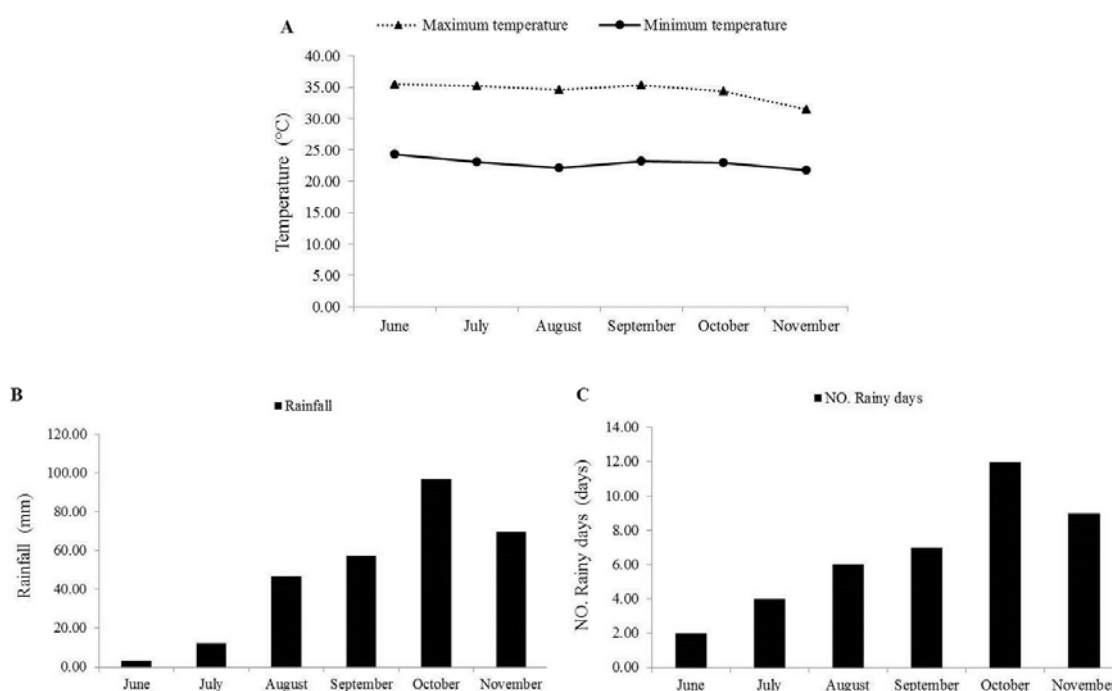 A
Maximum temperature
Minimum temperature
40.00
35.00
30.00
25.00
20.00
15.00
10.00
5.00
0.00
Temperature (°C)
June July August September October November
B
Rainfall
120.00
100.00
80.00
60.00
40.00
20.00
0.00
Rainfall (mm)
June July August September October November
C
NO. Rainy days
14.00
12.00
10.00
8.00
6.00
4.00
2.00
0.00
NO. Rainy days (days)
June July August September October November